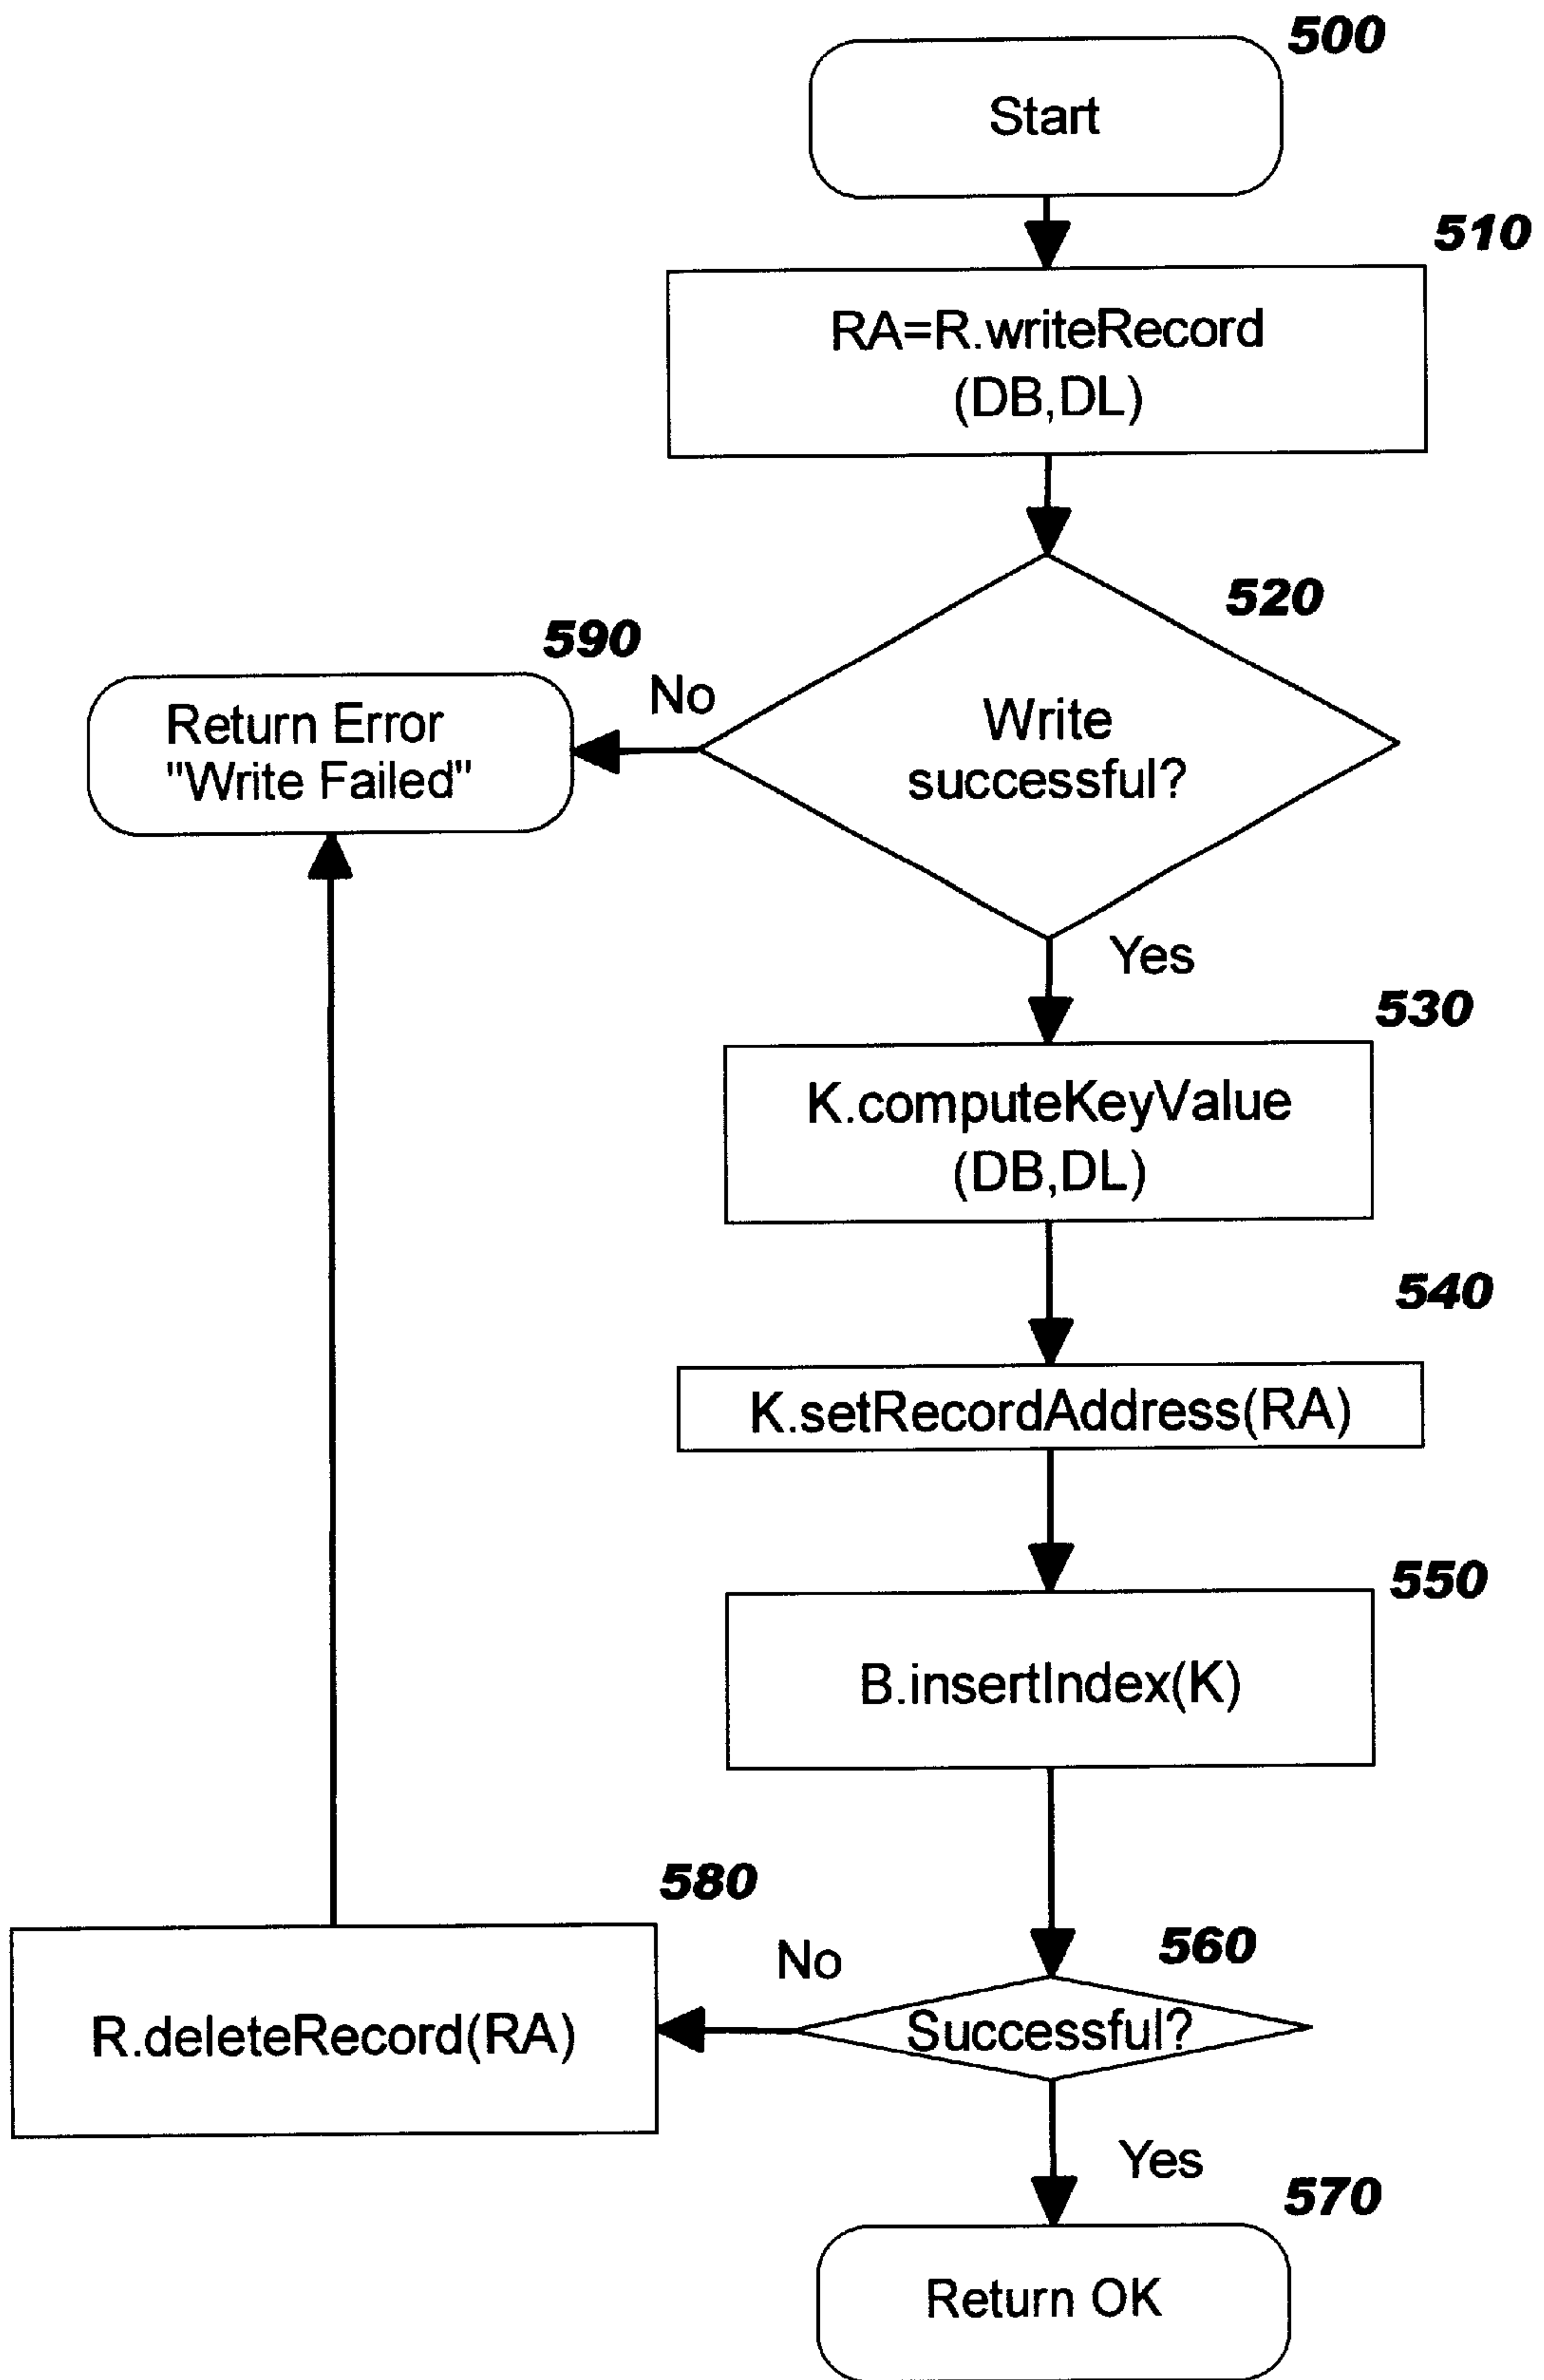 500
Start
510
RA=R.writeRecord
(DB,DL)
520
590
No
Return Error
"Write Failed"
Write
successful?
Yes
530
K.computeKeyValue
(DB,DL)
540
K.setRecordAddress(RA)
550
B.insertIndex(K)
580
560
No
R.deleteRecord(RA)
Successful?
Yes
570
Return OK